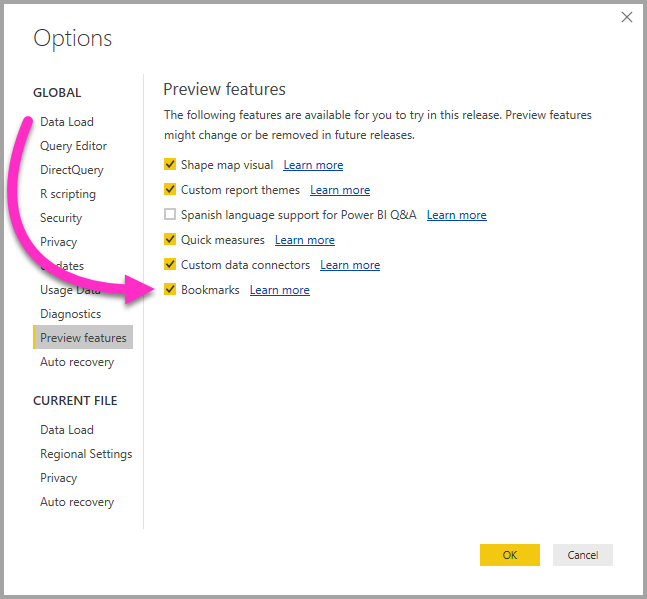 Options
GLOBAL
Data Load
Query Editor
DirectQuery
R scripting
Security
Privacy
Updates
Usage Data
Diagnostics
Preview features
Auto recovery
CURRENT FILE
Data Load
Regional Settings
Privacy
Auto recovery
Preview features
The following features are available for you to try in this release. Preview features
might change or be removed in future releases.
Shape map visual Learn more
Custom report themes Learn more
Spanish language support for Power BI Q&A Learn more
Quick measures Learn more
Custom data connectors Learn more
Bookmarks Learn more
OK Cancel